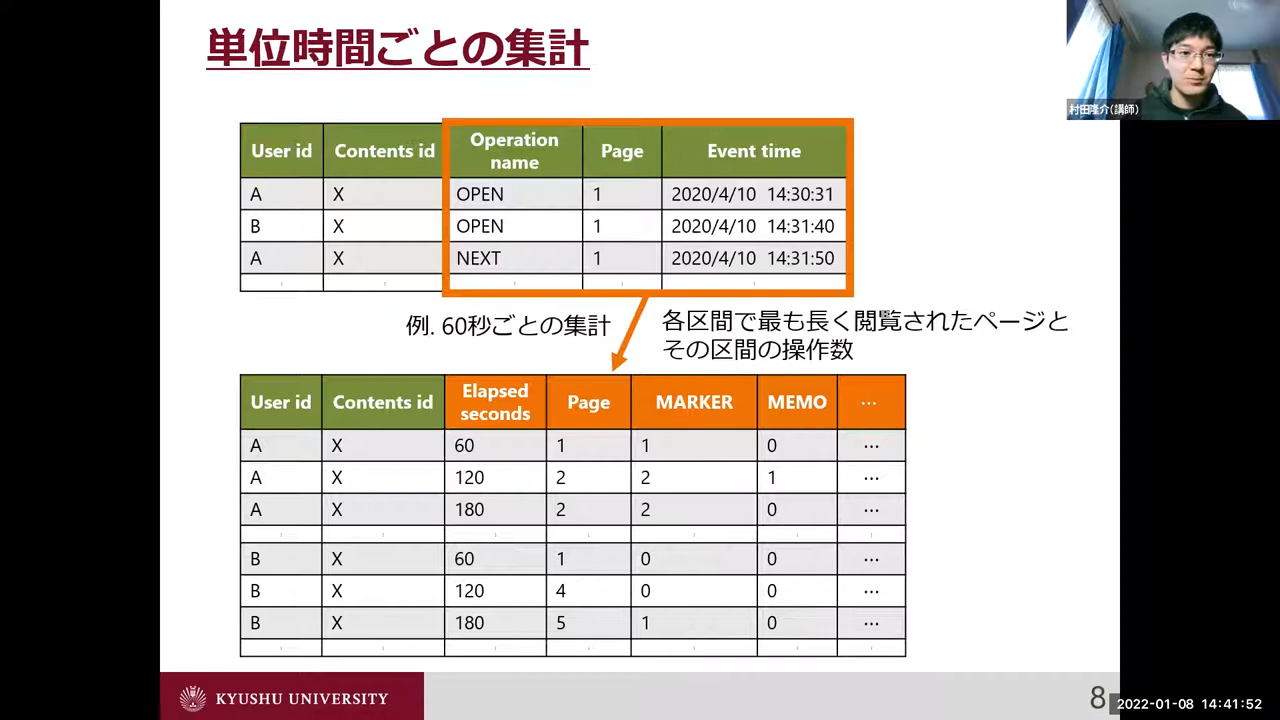 単位時間ごとの集計
村田隆介(講師)
User id Contents id Operation name Page Event time
A X OPEN 1 2020/4/10 14:30:31
B X OPEN 1 2020/4/10 14:31:40
A X NEXT 1 2020/4/10 14:31:50
例. 60秒ごとの集計
各区間で最も長く閲覧されたページと
その区間の操作数
User id Contents id Elapsed seconds Page MARKER MEMO …
A X 60 1 1 0 …
A X 120 2 2 1 …
A X 180 2 2 0 …
B X 60 1 0 0 …
B X 120 4 0 0 …
B X 180 5 1 0 …
KYUSHU UNIVERSITY
8
2022-01-08 14:41:52